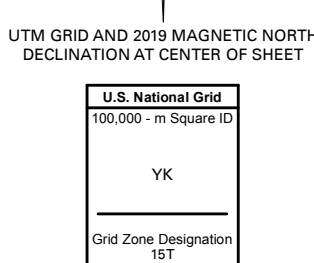 UTM GRID AND 2019 MAGNETIC NORTH
DECLINATION AT CENTER OF SHEET
U.S. National Grid
100,000 - m Square ID
YK
Grid Zone Designation
15T